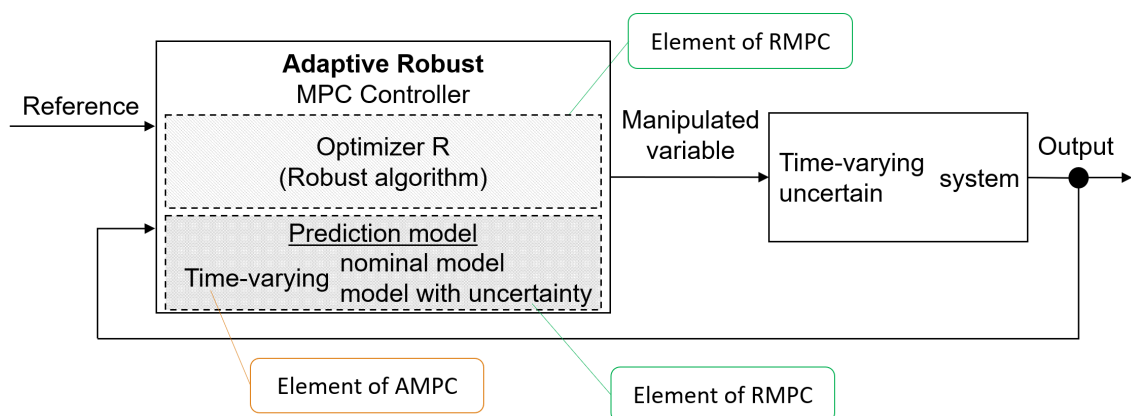 Element of RMPC
Adaptive Robust
MPC Controller
Reference
Optimizer R
(Robust algorithm)
Manipulated
variable
Time-varying
uncertain
system
Output
Prediction model
nominal model
Time-varying
model with uncertainty
Element of AMPC
Element of RMPC